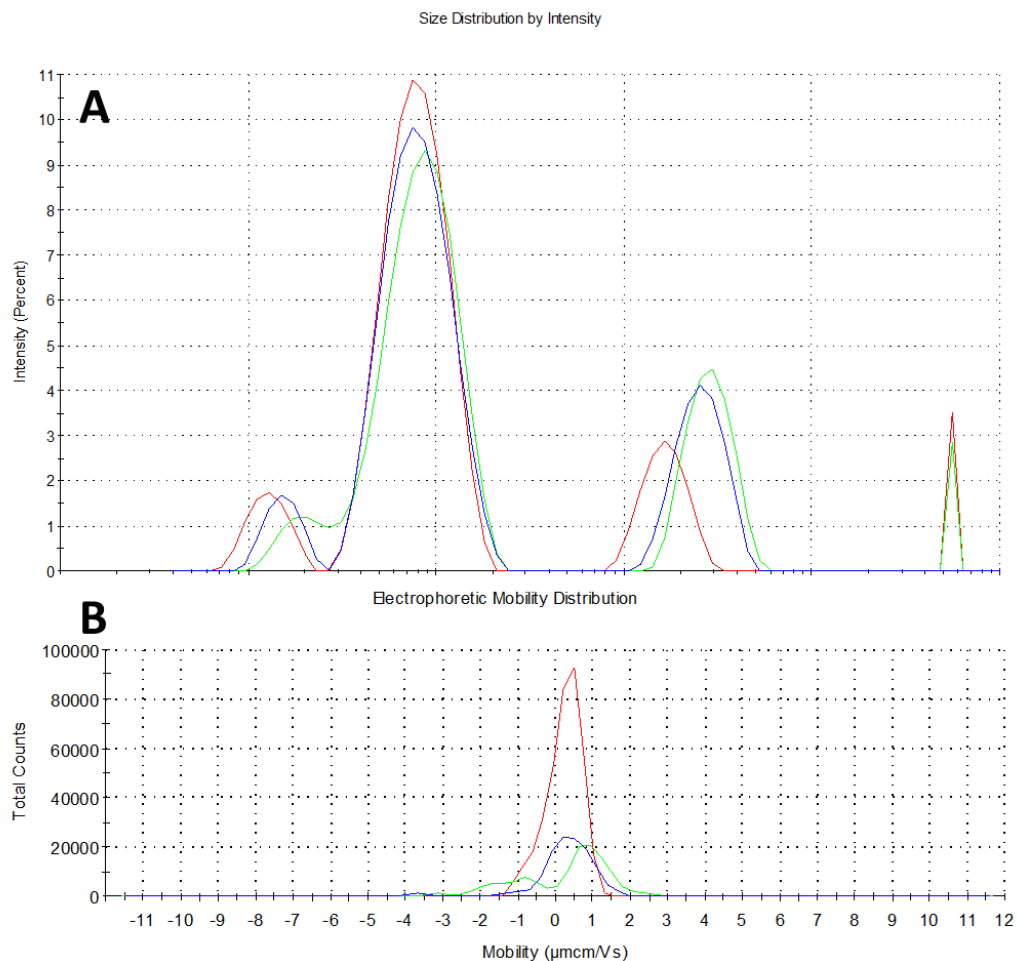 Size Distribution by Intensity
A
11
10
9
8
7
6
5
4
3
2
1
0
Intensity (Percent)
Electrophoretic Mobility Distribution
B
100000
80000
60000
40000
20000
0
Total Counts
-11 -10 -9 -8 -7 -6 -5 -4 -3 -2 -1 0 1 2 3 4 5 6 7 8 9 10 11 12
Mobility (µmcm/Vs)